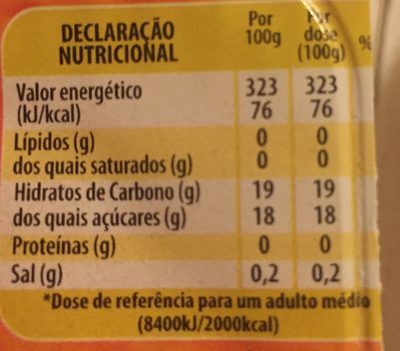 DECLARAÇÃO NUTRICIONAL Por 100g Por dose (100g) %
Valor energético (kJ/kcal) 323 76 323 76
Lípidos (g) 0 0
dos quais saturados (g) 0 0
Hidratos de Carbono (g) 19 19
dos quais açúcares (g) 18 18
Proteínas (g) 0 0
Sal (g) 0,2 0,2
*Dose de referência para um adulto médio
(8400kJ/2000kcal)